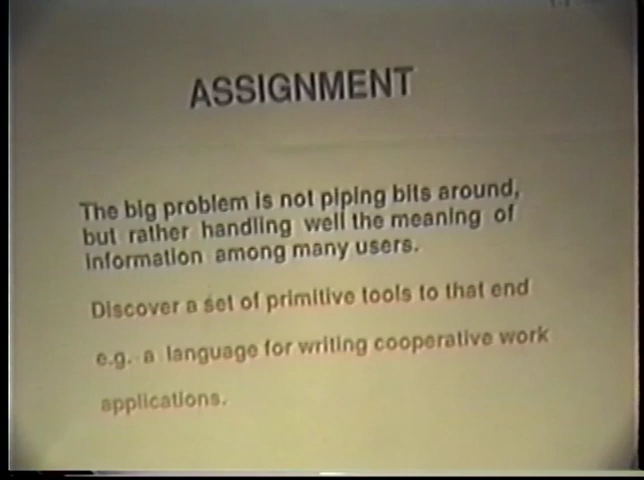 ASSIGNMENT
The big problem is not piping bits around,
but rather handling well the meaning of
information among many users.
Discover a set of primitive tools to that end
e.g. a language for writing cooperative work
applications.